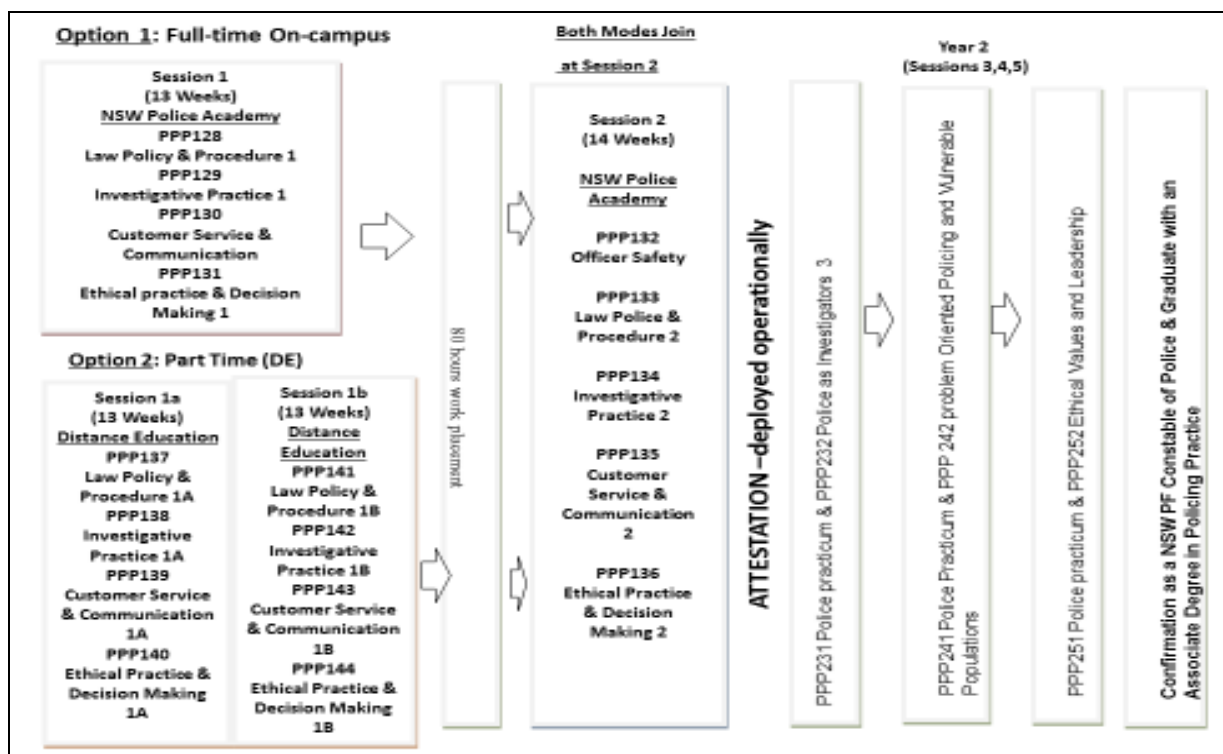 Option 1: Full-time On-campus
Session 1
(13 Weeks)
NSW Police Academy
PPP128
Law Policy & Procedure 1
PPP129
Investigative Practice 1
PPP130
Customer Service &
Communication
PPP131
Ethical practice & Decision
Making 1
Option 2: Part Time (DE)
Session 1a
(13 Weeks)
Distance Education
PPP137
Law Policy &
Procedure 1A
PPP138
Investigative
Practice 1A
PPP139
Customer Service
& Communication
1A
PPP140
Ethical Practice &
Decision Making
1A
Session 1b
(13 Weeks)
Distance
Education
PPP141
Law Policy &
Procedure 1B
PPP142
Investigative
Practice 1B
PPP143
Customer Service
& Communication
1B
PPP144
Ethical Practice &
Decision Making
1B
80 hours work placement
Both Modes Join
at Session 2
Session 2
(14 Weeks)
NSW Police
Academy
PPP132
Officer Safety
PPP133
Law Police &
Procedure 2
PPP134
Investigative
Practice 2
PPP135
Customer
Service &
Communication
2
PPP136
Ethical Practice
& Decision
Making 2
ATTESTATION –deployed operationally
Year 2
(Sessions 3,4,5)
PPP231 Police practicum & PPP232 Police as Investigators 3
PPP241 Police Practicum & PPP 242 problem Oriented Policing and Vulnerable
Populations
PPP251 Police practicum & PPP252 Ethical Values and Leadership
Confirmation as a NSW PF Constable of Police & Graduate with an
Associate Degree in Policing Practice